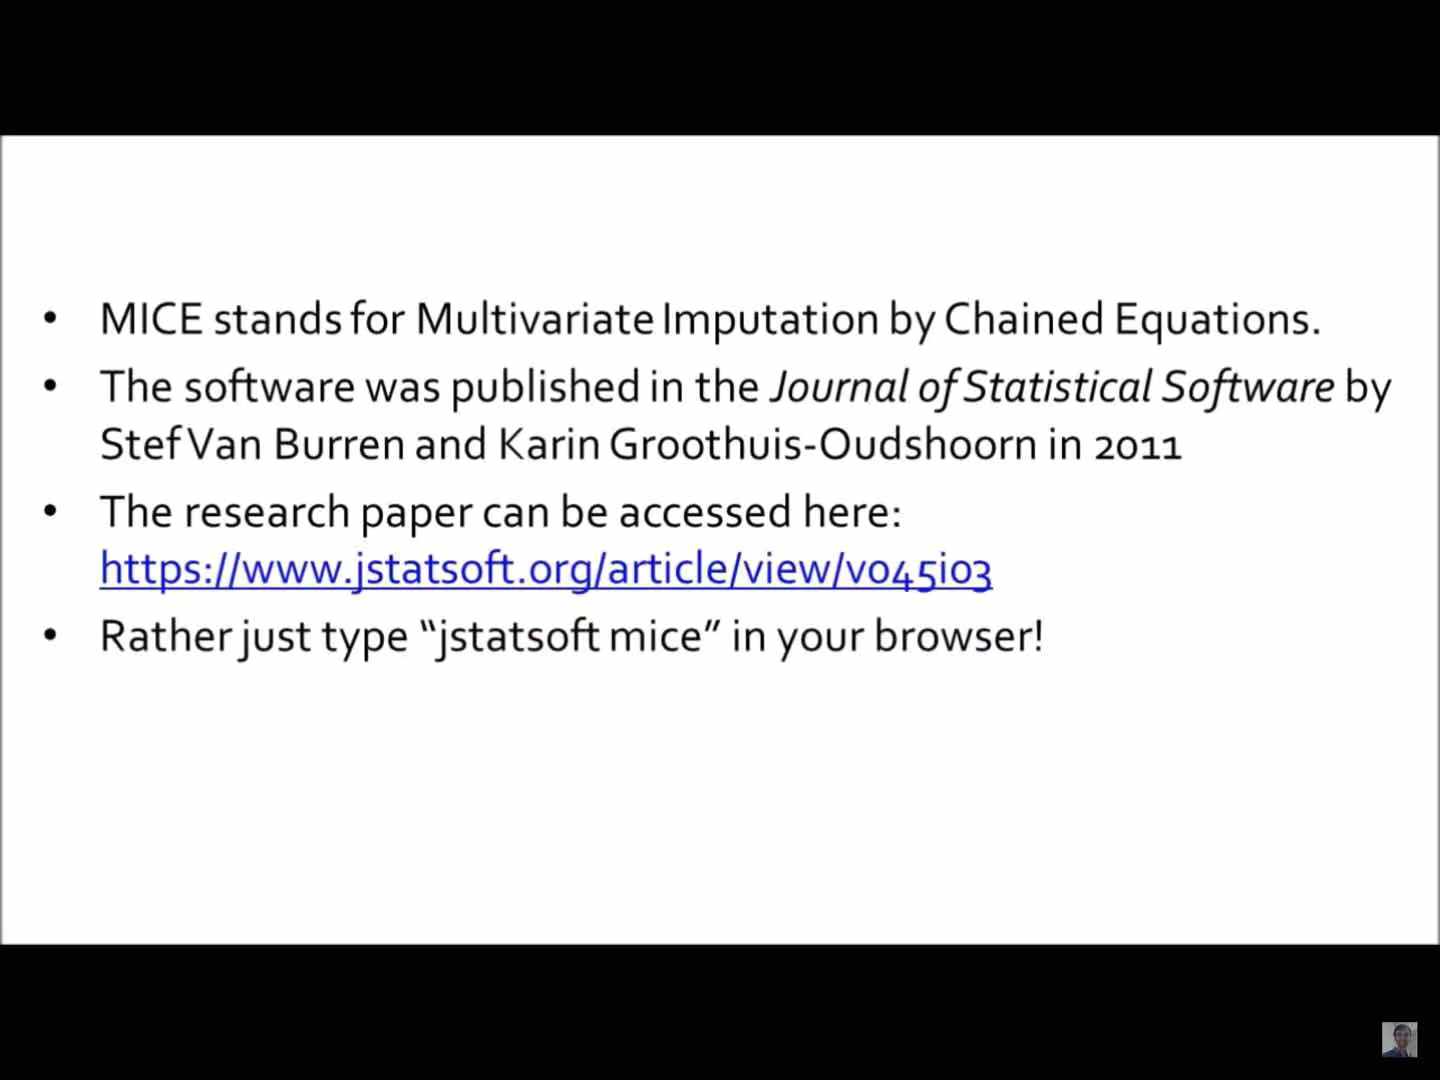 • MICE stands for Multivariate Imputation by Chained Equations.
• The software was published in the Journal of Statistical Software by
Stef Van Burren and Karin Groothuis-Oudshoorn in 2011
• The research paper can be accessed here:
https://www.jstatsoft.org/article/view/v045i03
• Rather just type “jstatsoft mice” in your browser!